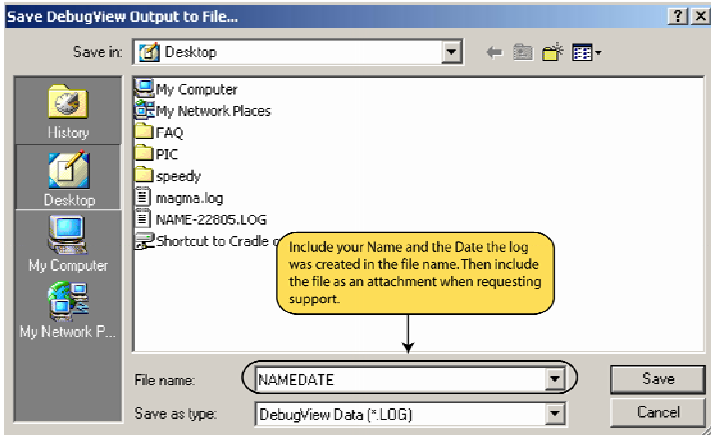 Save DebugView Output to File...
Save in:
Desktop
History
Desktop
My Computer
My Network P...
My Computer
My Network Places
FAQ
PIC
speedy
magma.log
NAME-22805.LOG
Shortcut to Cradle
Include your Name and the Date the log
was created in the file name. Then include
the file as an attachment when requesting
support.
File name:
NAMEDATE
Save
Save as type:
DebugView Data (*.LOG)
Cancel